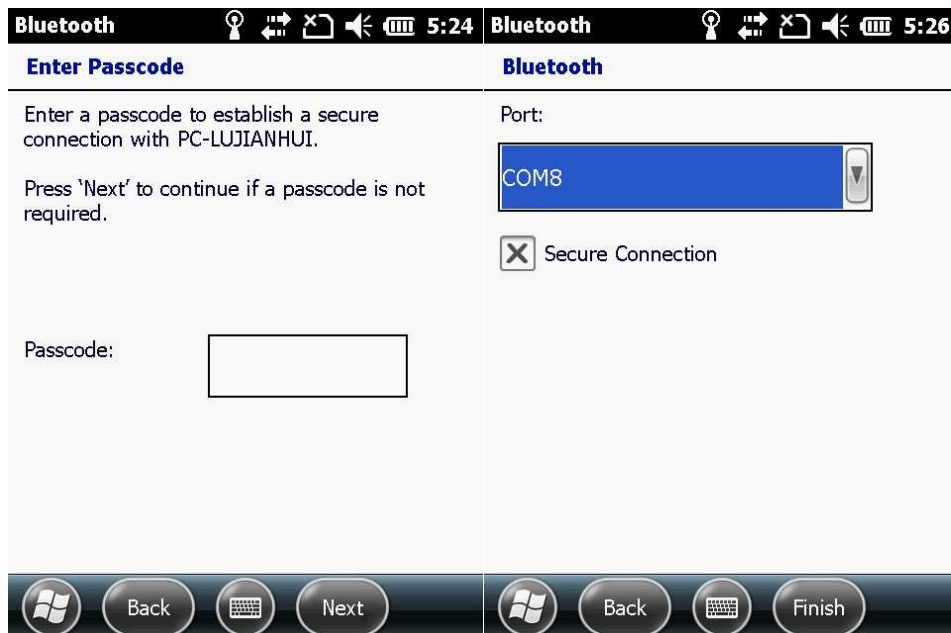 Bluetooth 5:24
Enter Passcode
Enter a passcode to establish a secure
connection with PC-LUJIANHUI.
Press ‘Next’ to continue if a passcode is not
required.
Passcode:
Back Next
Bluetooth 5:26
Bluetooth
Port:
COM8
Secure Connection
Back Finish